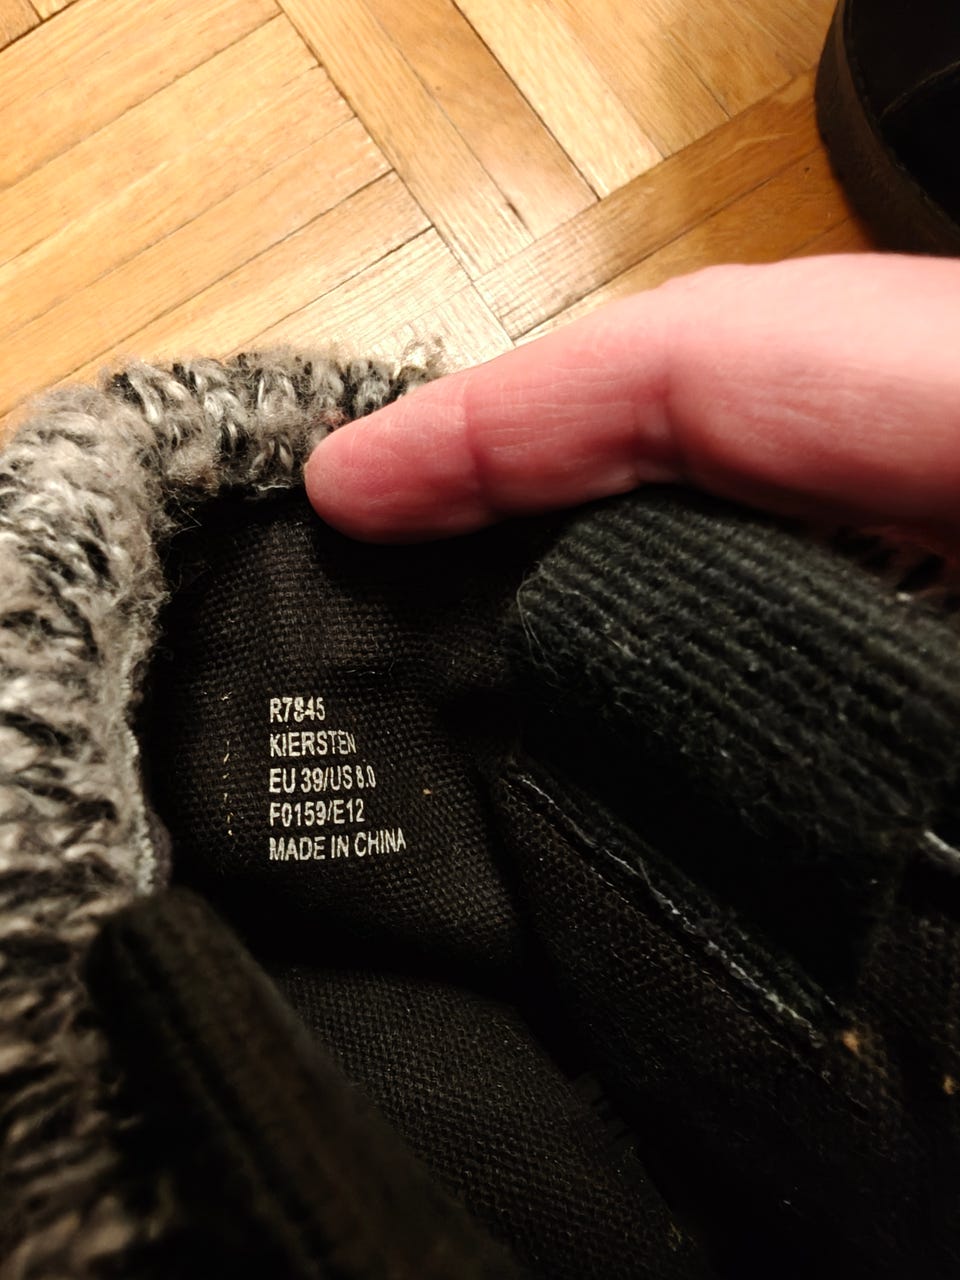 R7845
KIERSTEN
EU 39/US 8.0
F0159/E12
MADE IN CHINA